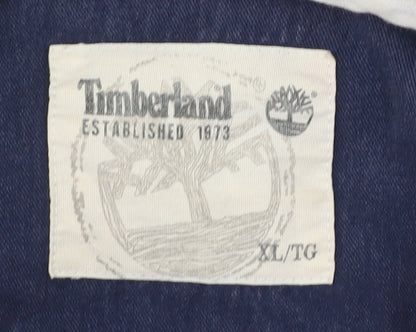 Timberland
ESTABLISHED 1973
XL/TG